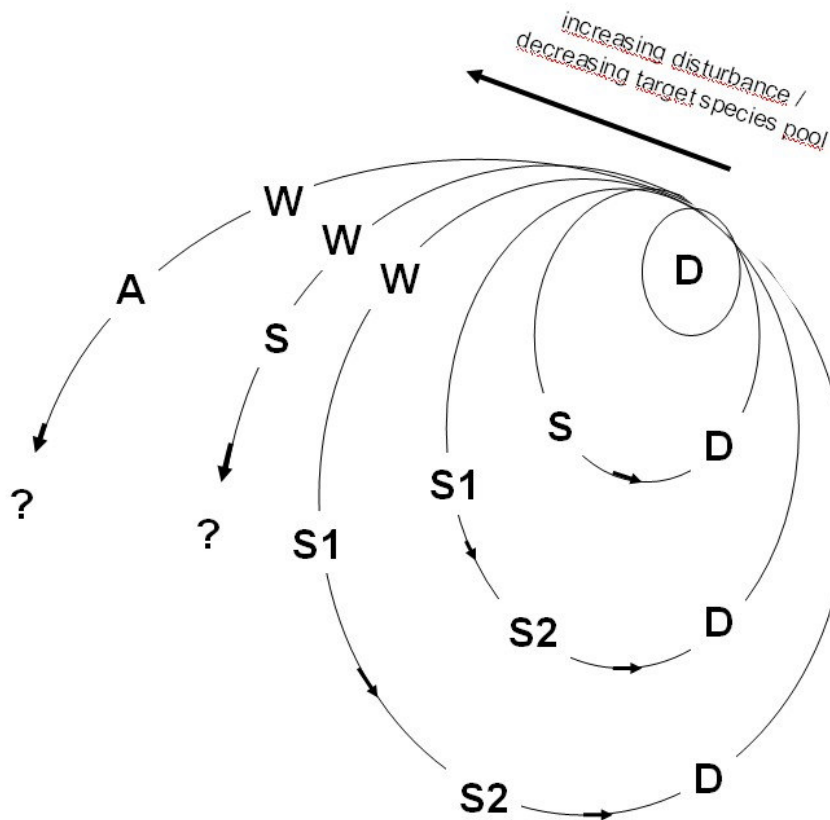 increasing disturbance /
decreasing target species pool
W
W
W
D
A
S
S
D
S1
?
?
S1
S2
D
S2
D